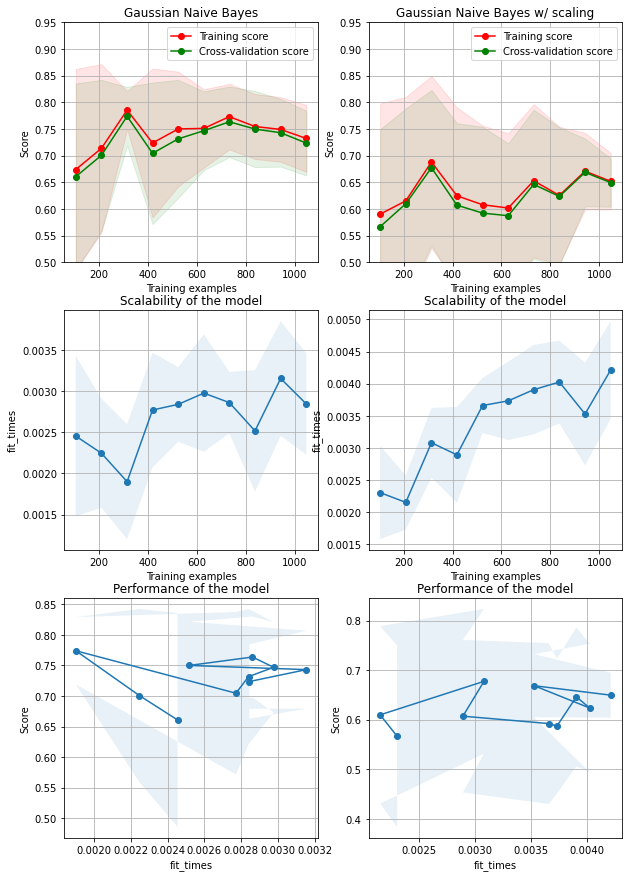 Gaussian Naive Bayes
0.95
0.90
0.85
0.80
0.75
0.70
0.65
0.60
0.55
0.50
Score
Training score
Cross-validation score
200 400 600 800 1000
Training examples
Gaussian Naive Bayes w/ scaling
0.95
0.90
0.85
0.80
0.75
0.70
0.65
0.60
0.55
0.50
Score
Training score
Cross-validation score
200 400 600 800 1000
Training examples
Scalability of the model
0.0035
0.0030
0.0025
0.0020
0.0015
fit_times
200 400 600 800 1000
Training examples
Scalability of the model
0.0050
0.0045
0.0040
0.0035
0.0030
0.0025
0.0020
0.0015
fit_times
200 400 600 800 1000
Training examples
Performance of the model
0.85
0.80
0.75
0.70
0.65
0.60
0.55
0.50
Score
0.0020 0.0022 0.0024 0.0026 0.0028 0.0030 0.0032
fit_times
Performance of the model
0.8
0.7
0.6
0.5
0.4
Score
0.0025 0.0030 0.0035 0.0040
fit_times